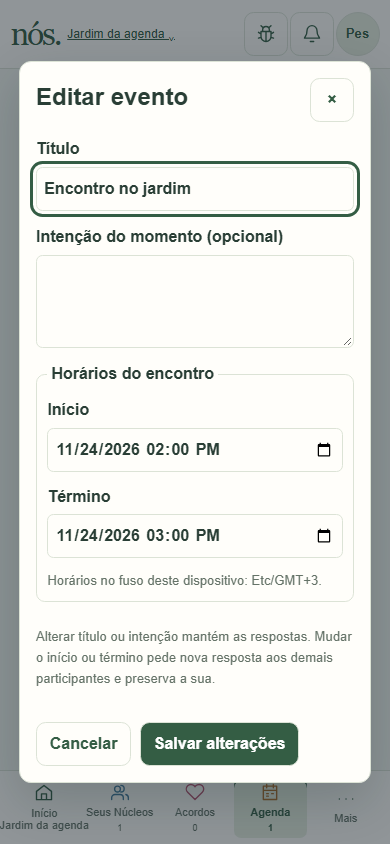 nós. Jardim da agenda
Pes
Editar evento
×
Título
Encontro no jardim
Intenção do momento (opcional)
Horários do encontro
Início
11/24/2026 02:00 PM
Término
11/24/2026 03:00 PM
Horários no fuso deste dispositivo: Etc/GMT+3.
Alterar título ou intenção mantém as respostas. Mudar
o início ou término pede nova resposta aos demais
participantes e preserva a sua.
Cancelar
Salvar alterações
Início
Jardim da agenda
Seus Núcleos
1
Acordos
0
Agenda
1
...
Mais